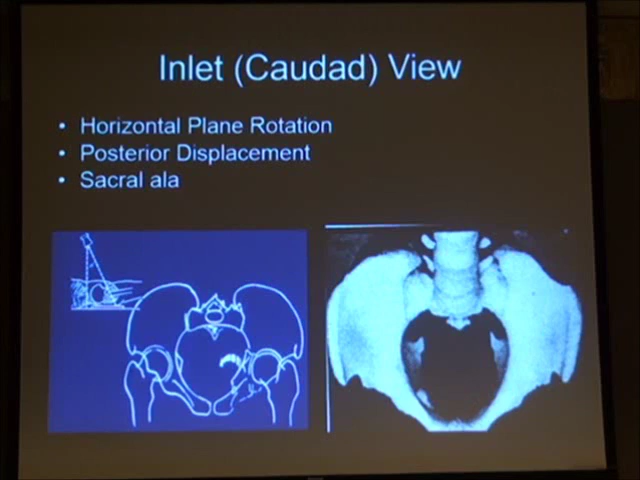 Inlet (Caudad) View
• Horizontal Plane Rotation
• Posterior Displacement
• Sacral ala